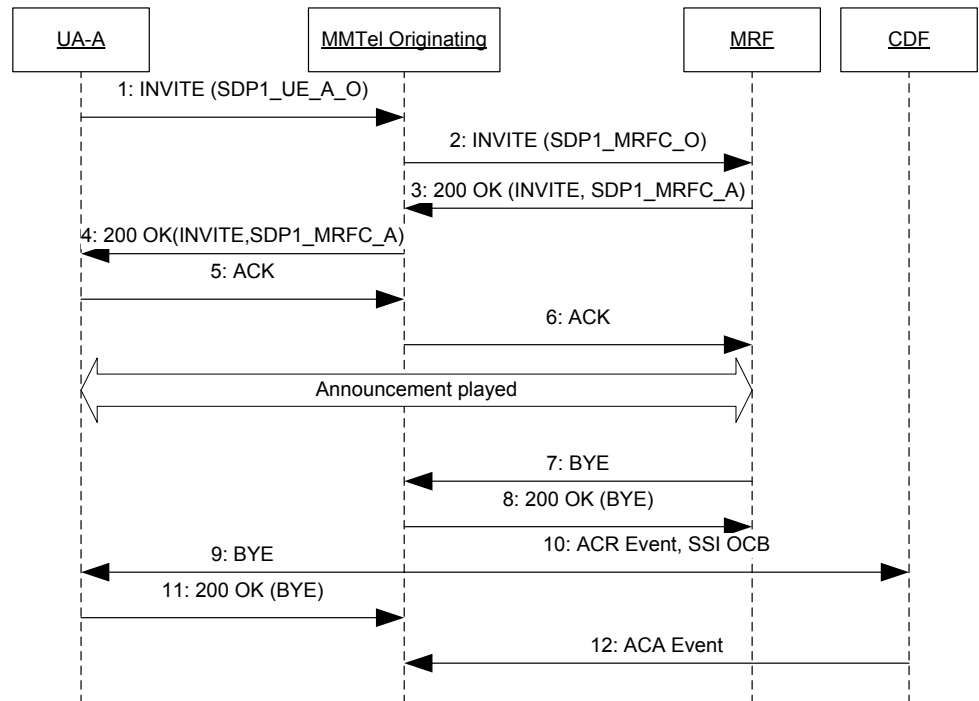 UA-A
MMTel Originating
MRF
CDF
1: INVITE (SDP1_UE_A_O)
2: INVITE (SDP1_MRFC_O)
3: 200 OK (INVITE, SDP1_MRFC_A)
4: 200 OK(INVITE,SDP1_MRFC_A)
5: ACK
6: ACK
Announcement played
7: BYE
8: 200 OK (BYE)
10: ACR Event, SSI OCB
9: BYE
11: 200 OK (BYE)
12: ACA Event